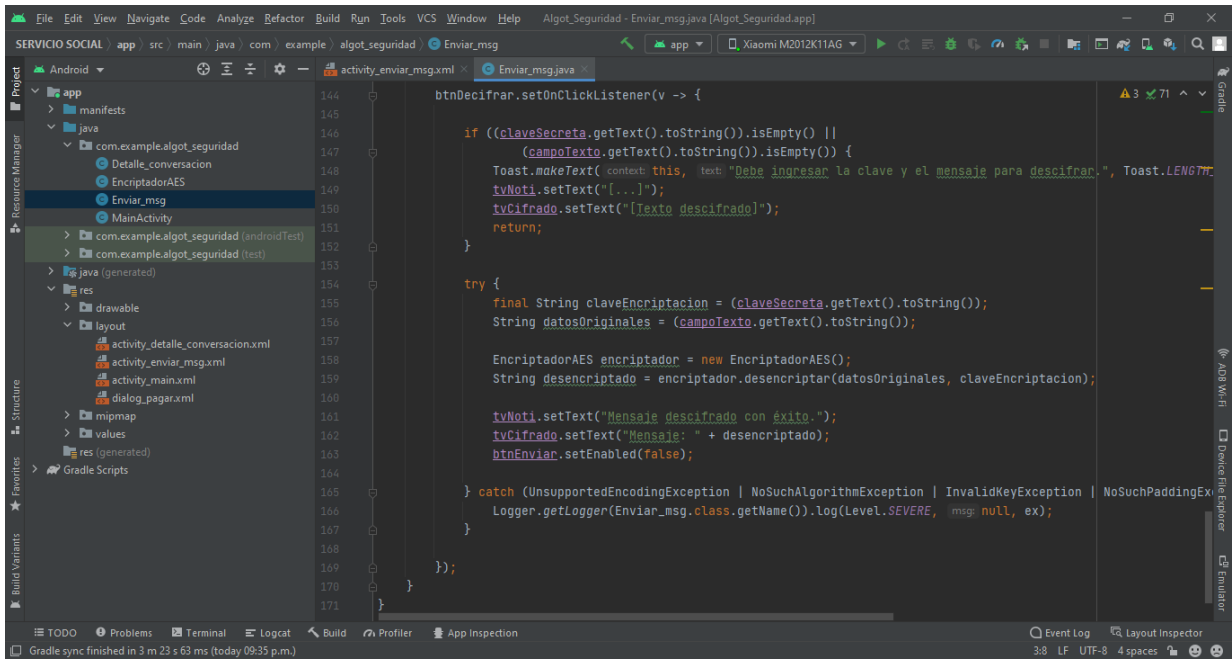 File Edit View Navigate Code Analyze Refactor Build Run Tools VCS Window Help Algot_Seguridad - Enviar_msg.java [Algot_Seguridad.app]
SERVICIO SOCIAL app src main java com example algot_seguridad Enviar_msg app Xiaomi M2012K11AG
Android
activity_enviar_msg.xml Enviar_msg.java
app
manifests
java
com.example.algot_seguridad
Detalle_conversacion
EncriptadorAES
Enviar_msg
MainActivity
com.example.algot_seguridad (androidTest)
com.example.algot_seguridad (test)
java (generated)
res
drawable
layout
activity_detalle_conversacion.xml
activity_enviar_msg.xml
activity_main.xml
dialog_pagar.xml
mipmap
values
res (generated)
Gradle Scripts
3 71
144 btnDecifrar.setOnClickListener(v -> {
145
146 if ((claveSecreta.getText().toString()).isEmpty() ||
147 (campoTexto.getText().toString()).isEmpty()) {
148 Toast.makeText( context: this, text: "Debe ingresar la clave y el mensaje para descifrar.", Toast.LENGTH_
149 tvNoti.setText("[...]");
150 tvCifrado.setText("[Texto descifrado]");
151 return;
152 }
153
154 try {
155 final String claveEncriptacion = (claveSecreta.getText().toString());
156 String datosOriginales = (campoTexto.getText().toString());
157
158 EncriptadorAES encriptador = new EncriptadorAES();
159 String desencriptado = encriptador.desencriptar(datosOriginales, claveEncriptacion);
160
161 tvNoti.setText("Mensaje descifrado con éxito.");
162 tvCifrado.setText("Mensaje: " + desencriptado);
163 btnEnviar.setEnabled(false);
164
165 } catch (UnsupportedEncodingException | NoSuchAlgorithmException | InvalidKeyException | NoSuchPaddingEx
166 Logger.getLogger(Enviar_msg.class.getName()).log(Level.SEVERE, msg: null, ex);
167 }
168
169 });
170 }
171 }
Project
Resource Manager
Structure
Favorites
Build Variants
Gradle
ADB Wi-Fi
Device File Explorer
Emulator
TODO Problems Terminal Logcat Build Profiler App Inspection Event Log Layout Inspector
Gradle sync finished in 3 m 23 s 63 ms (today 09:35 p.m.) 3:8 LF UTF-8 4 spaces